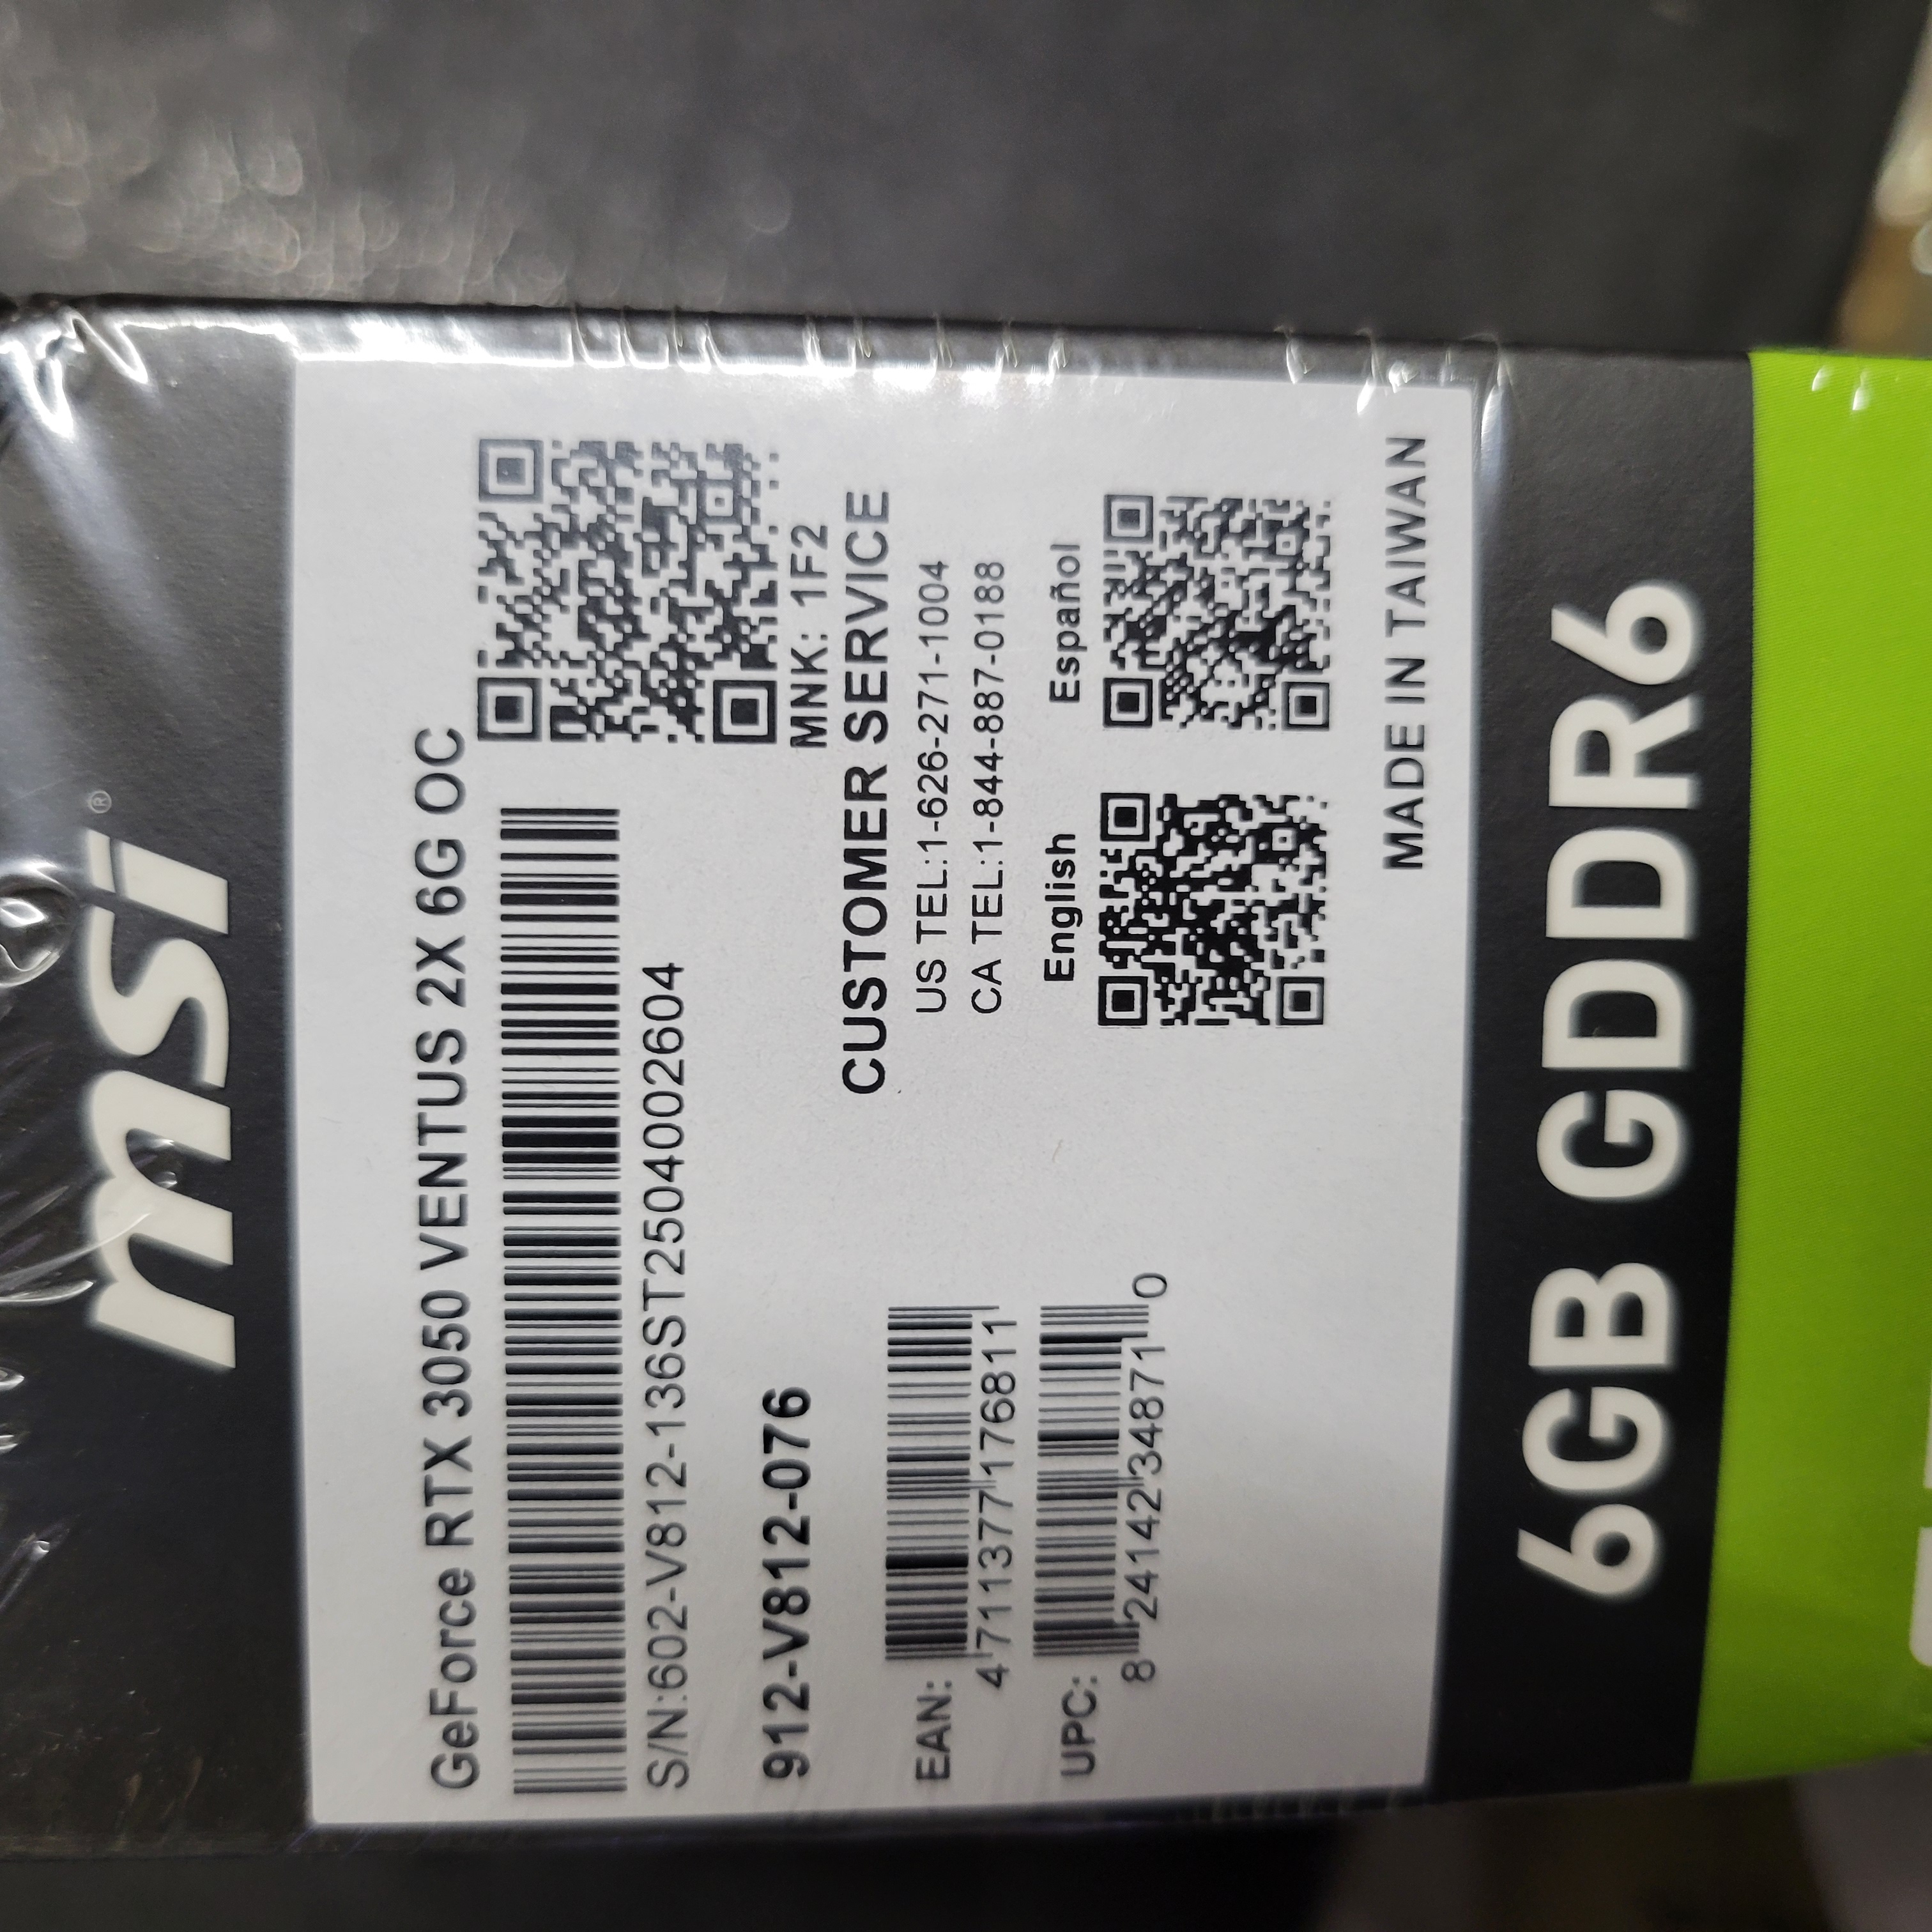 msi®
GeForce RTX 3050 VENTUS 2X 6G OC
S/N:602-V812-136ST2504002604
MNK: 1F2
912-V812-076
CUSTOMER SERVICE
US TEL:1-626-271-1004
CA TEL:1-844-887-0188
EAN:
4 711377 176811
UPC:
8 24142 34871 0
English
Español
MADE IN TAIWAN
6GB GDDR6